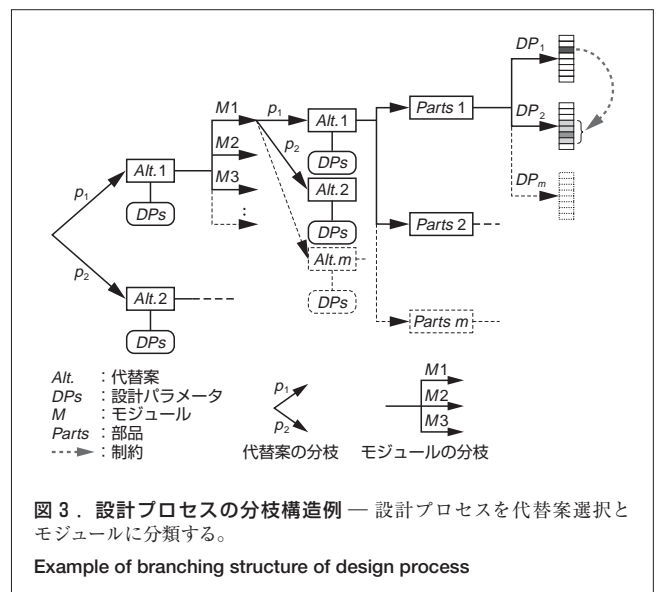 DP1
M1
p1
Alt.1
Parts 1
DP2
M2
p2
DPs
Alt.1
M3
Alt.2
DPm
p1
DPs
:
DPs
Parts 2
Alt.m
p2
DPs
Alt.2
Parts m
DPs
Alt. :代替案
DPs :設計パラメータ
M :モジュール
Parts :部品
:制約
p1
p2
代替案の分枝
M1
M2
M3
モジュールの分枝
図3.設計プロセスの分枝構造例 — 設計プロセスを代替案選択と
モジュールに分類する。
Example of branching structure of design process